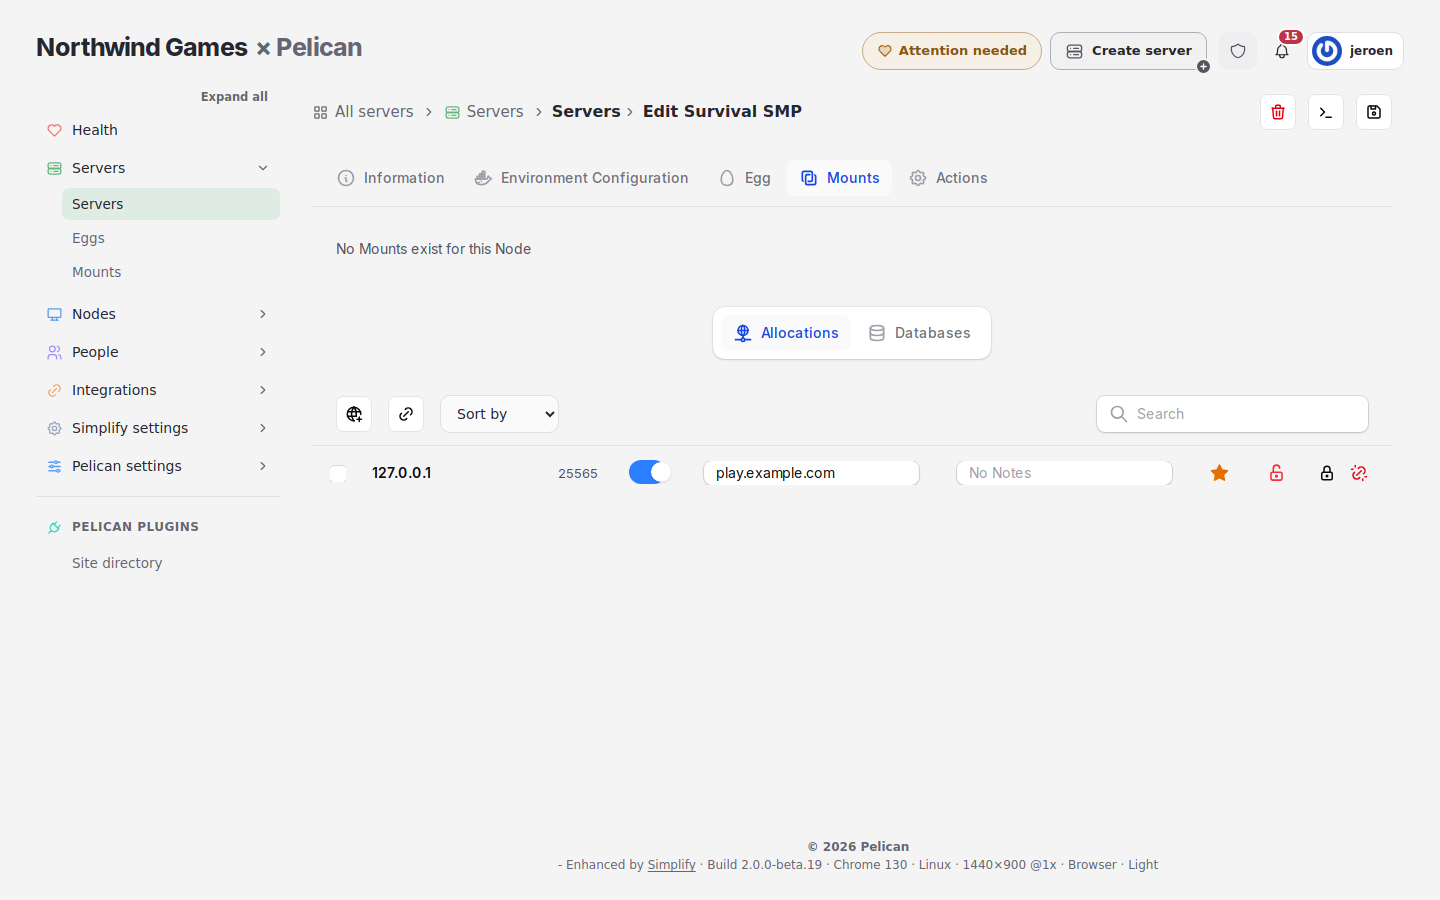 Northwind Games × Pelican
Attention needed
Create server
15
jeroen
Expand all
Health
Servers
Servers
Eggs
Mounts
Nodes
People
Integrations
Simplify settings
Pelican settings
PELICAN PLUGINS
Site directory
All servers > Servers > Servers > Edit Survival SMP
Information
Environment Configuration
Egg
Mounts
Actions
No Mounts exist for this Node
Allocations
Databases
Sort by
Search
127.0.0.1
25565
play.example.com
No Notes
© 2026 Pelican
- Enhanced by Simplify · Build 2.0.0-beta.19 · Chrome 130 · Linux · 1440×900 @1x · Browser · Light